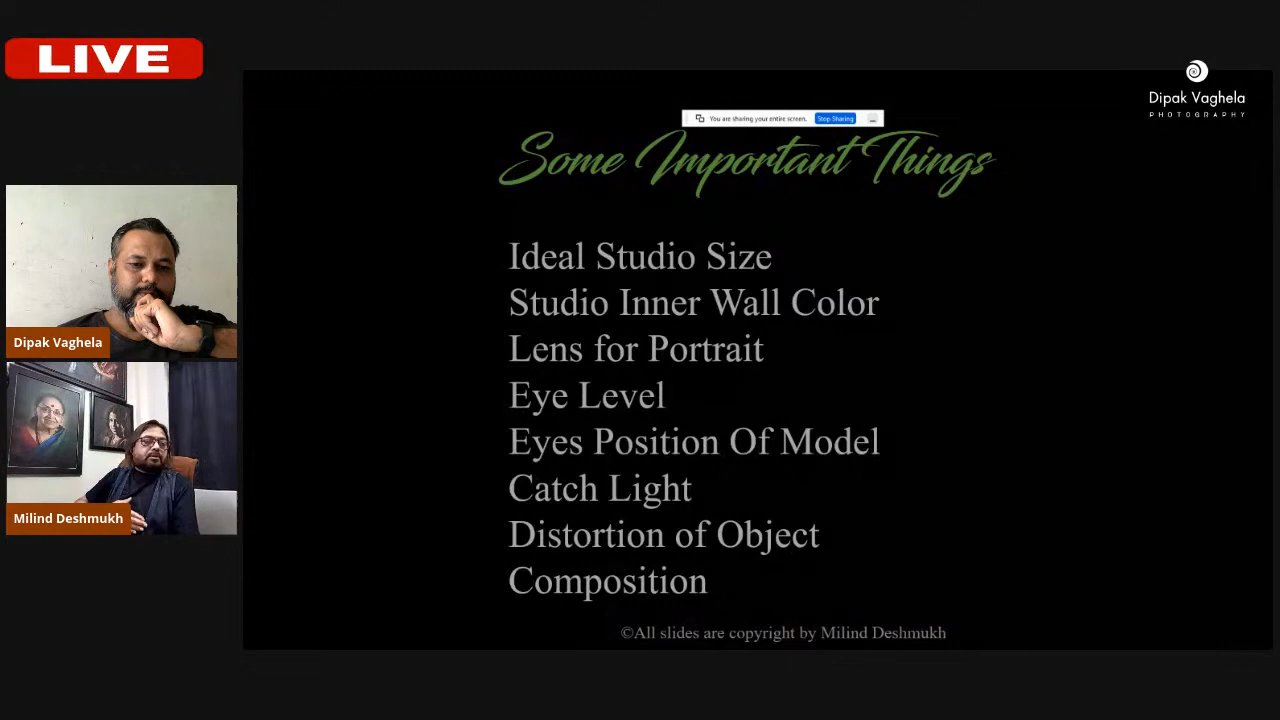 LIVE
Dipak Vaghela
PHOTOGRAPHY
You are sharing your entire screen.
Stop Sharing
Some Important Things
Ideal Studio Size
Studio Inner Wall Color
Lens for Portrait
Eye Level
Eyes Position Of Model
Catch Light
Distortion of Object
Composition
©All slides are copyright by Milind Deshmukh
Dipak Vaghela
Milind Deshmukh